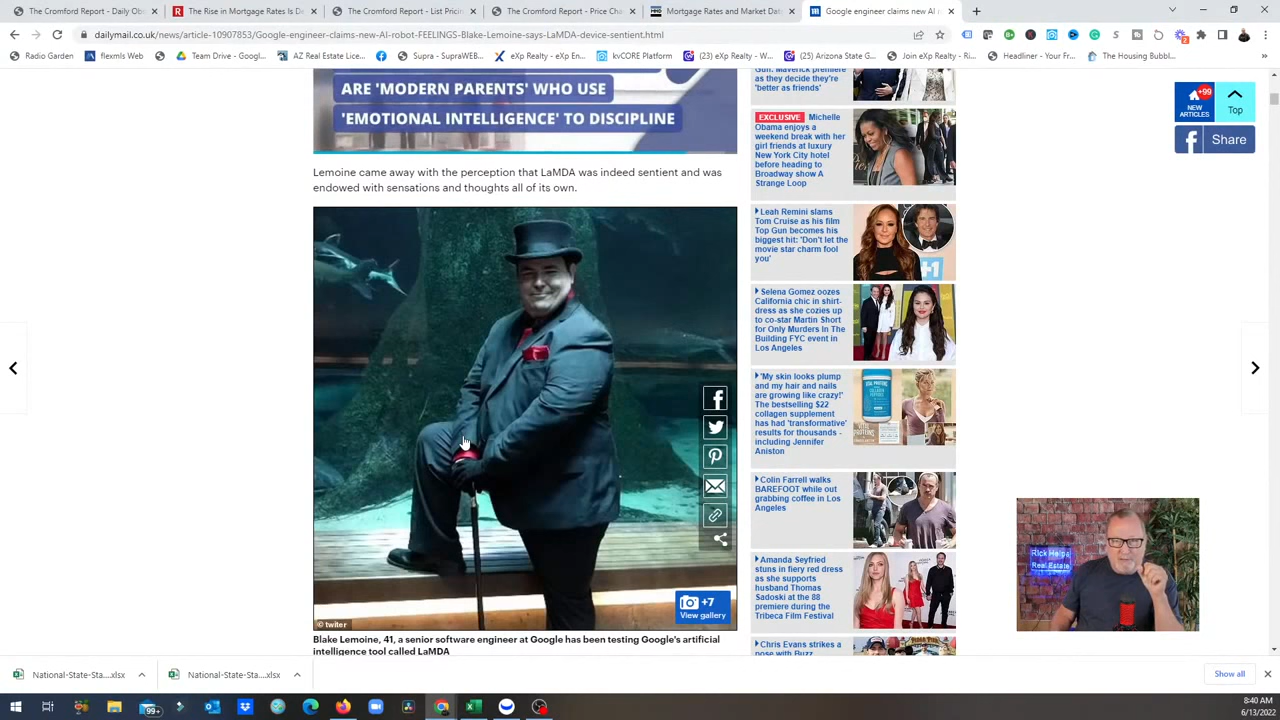 The Cromford Report - Daily Obs
The Rise in Mortgage Rates Is D
The Cromford Report - List Pricin
The Cromford Report - Price Cha
Mortgage Rates and Market
Google engineer claims new AI r
dailymail.co.uk/news/article-10907853/Google-engineer-claims-new-AI-robot-FEELINGS-Blake-Lemoine-says-LaMDA-device-sentient.html
Radio Garden
flexmls Web
Team Drive - Googl...
AZ Real Estate Lice...
Supra - SupraWEB...
eXp Realty - eXp En...
kvCORE Platform
(23) eXp Realty - W...
(25) Arizona State G...
Join eXp Realty - Ri...
Headliner - Your Fr...
The Housing Bubbl...
ARE 'MODERN PARENTS' WHO USE
'EMOTIONAL INTELLIGENCE' TO DISCIPLINE
Lemoine came away with the perception that LaMDA was indeed sentient and was
endowed with sensations and thoughts all of its own.
© twiter
+7
View gallery
Blake Lemoine, 41, a senior software engineer at Google has been testing Google's artificial
intelligence tool called LaMDA
Gun: Maverick premiere
as they decide they're
'better as friends'
EXCLUSIVE Michelle
Obama enjoys a
weekend break with her
girl friends at luxury
New York City hotel
before heading to
Broadway show A
Strange Loop
Leah Remini slams
Tom Cruise as his film
Top Gun becomes his
biggest hit: 'Don't let the
movie star charm fool
you'
+1
Selena Gomez oozes
California chic in shirt-
dress as she cozies up
to co-star Martin Short
for Only Murders In The
Building FYC event in
Los Angeles
'My skin looks plump
and my hair and nails
are growing like crazy!'
The bestselling $22
collagen supplement
has had 'transformative'
results for thousands -
including Jennifer
Aniston
Colin Farrell walks
BAREFOOT while out
grabbing coffee in Los
Angeles
Amanda Seyfried
stuns in fiery red dress
as she supports
husband Thomas
Sadoski at the 88
premiere during the
Tribeca Film Festival
Chris Evans strikes a
pose with Buzz
+99
NEW
ARTICLES
Top
Share
Rick Helps
Real Estate
National-State-Sta....xlsx
National-State-Sta....xlsx
Show all
8:40 AM
6/13/2022